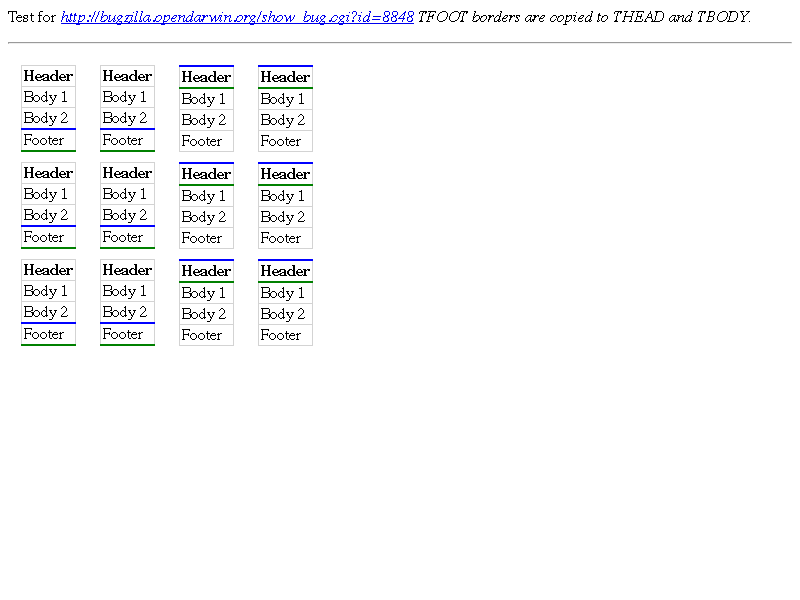 Test for http://bugzilla.opendarwin.org/show_bug.cgi?id=8848 TFOOT borders are copied to THEAD and TBODY.
Header Header Header Header
Body 1 Body 1 Body 1 Body 1
Body 2 Body 2 Body 2 Body 2
Footer Footer Footer Footer
Header Header Header Header
Body 1 Body 1 Body 1 Body 1
Body 2 Body 2 Body 2 Body 2
Footer Footer Footer Footer
Header Header Header Header
Body 1 Body 1 Body 1 Body 1
Body 2 Body 2 Body 2 Body 2
Footer Footer Footer Footer